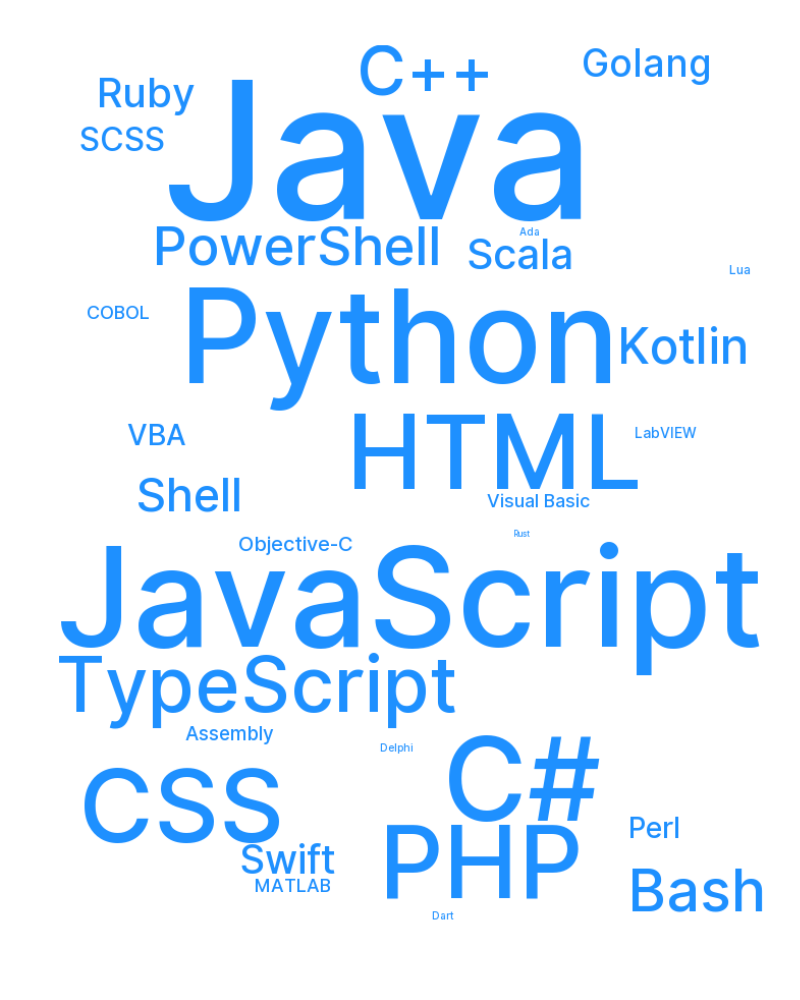 C++
Golang
Ruby
Java
SCSS
PowerShell
Ada
Scala
Lua
COBOL
Python
Kotlin
HTML
VBA
LabVIEW
Shell
Visual Basic
Rust
Objective-C
JavaScript
TypeScript
Assembly
Delphi
C#
CSS
PHP
Perl
Swift
MATLAB
Bash
Dart